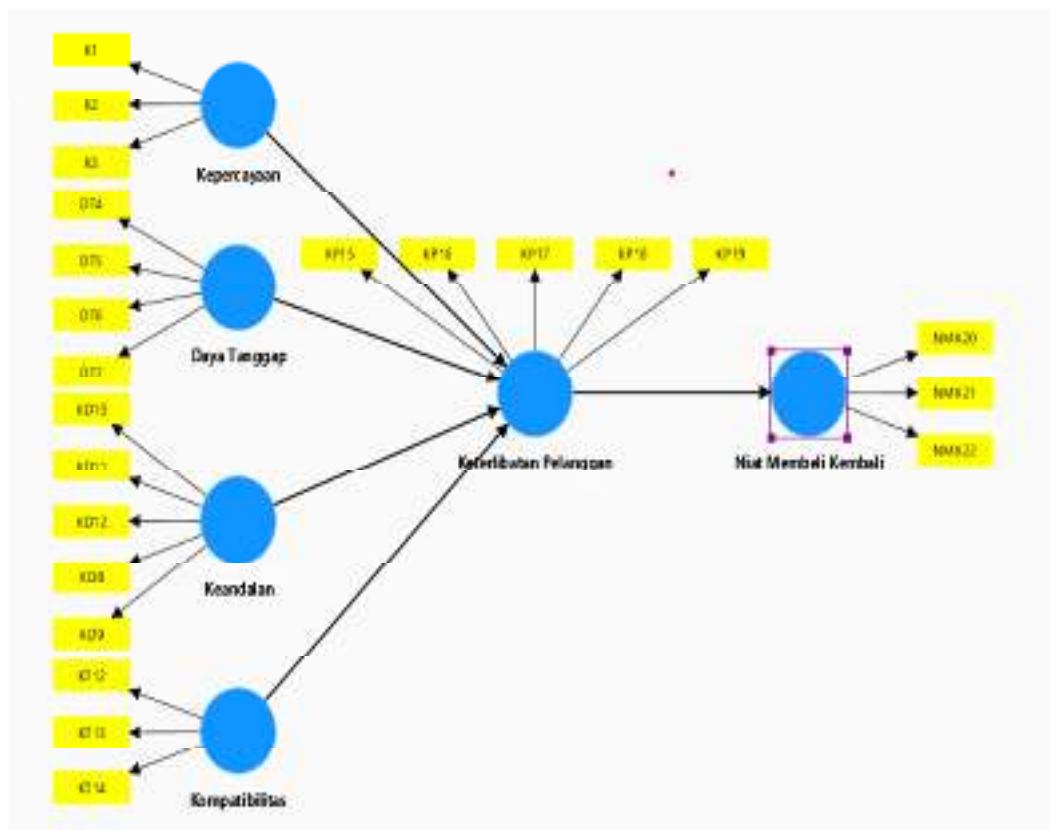 K1
K2
K3
Kepercayaan
DT4
DT5
DT6
DT7
Daya Tanggap
KP15
KP16
KP17
KP18
KP19
Keterlibatan Pelanggan
NMK20
NMK21
NMK22
Niat Membeli Kembali
KD10
KD11
KD12
KD8
KD9
Keandalan
KT12
KT13
KT14
Kompatibilitas